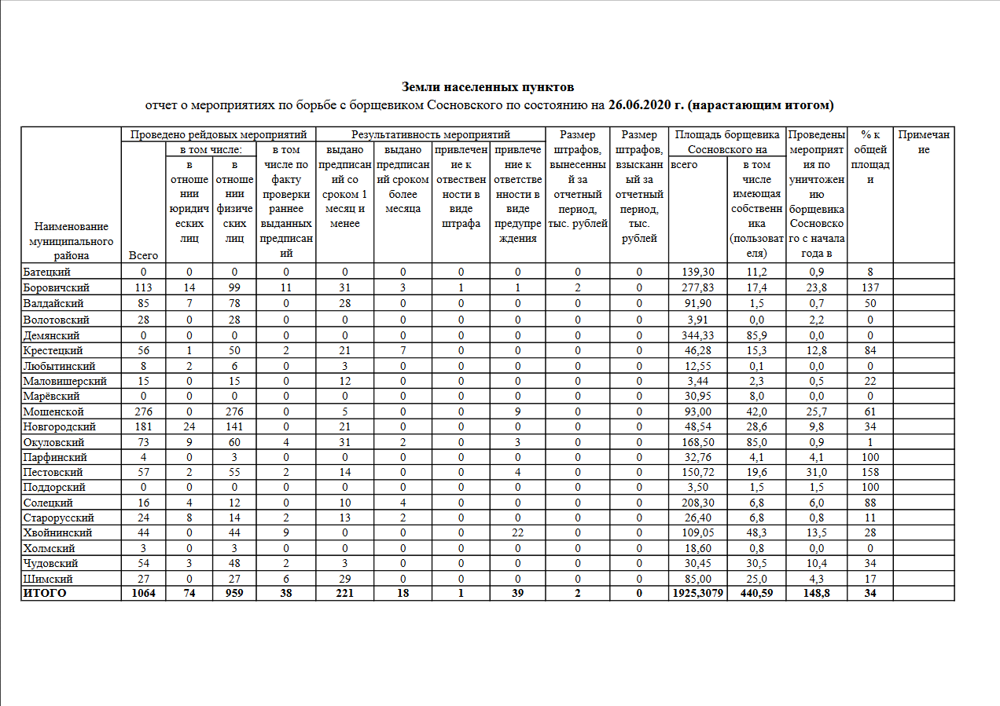 Земли населенных пунктов
отчет о мероприятиях по борьбе с борщевиком Сосновского по состоянию на 26.06.2020 г. (нарастающим итогом)
Наименование
муниципального
района
Проведено рейдовых мероприятий
Всего
в том числе:
в
отноше
нии
юридич
еских
лиц
в
отноше
нии
физиче
ских
лиц
в том
числе по
факту
проверки
раннее
выданных
предписан
ий
Результативность мероприятий
выдано
предписан
ий со
сроком 1
месяц и
менее
выдано
предписан
ий сроком
более
месяца
привлечен
ие к
отвествен
ности в
виде
штрафа
привлече
ние к
ответстве
нности в
виде
предупре
ждения
Размер
штрафов,
вынесенны
й за
отчетный
период,
тыс. рублей
Размер
штрафов,
взысканн
ый за
отчетный
период,
тыс.
рублей
Площадь борщевика
Сосновского на
всего
в том
числе
имеющая
собственн
ика
(пользоват
еля)
Проведены
мероприят
ия по
уничтожен
ию
борщевика
Сосновско
го с начала
года в
% к
общей
площад
и
Примечан
ие
Батецкий 0 0 0 0 0 0 0 0 0 0 139,30 11,2 0,9 8
Боровичский 113 14 99 11 31 3 1 1 2 0 277,83 17,4 23,8 137
Валдайский 85 7 78 0 28 0 0 0 0 0 91,90 1,5 0,7 50
Волотовский 28 0 28 0 0 0 0 0 0 0 3,91 0,0 2,2 0
Демянский 0 0 0 0 0 0 0 0 0 0 344,33 85,9 0,0 0
Крестецкий 56 1 50 2 21 7 0 0 0 0 46,28 15,3 12,8 84
Любытинский 8 2 6 0 3 0 0 0 0 0 12,55 0,1 0,0 0
Маловишерский 15 0 15 0 12 0 0 0 0 0 3,44 2,3 0,5 22
Марёвский 0 0 0 0 0 0 0 0 0 0 30,95 8,0 0,0 0
Мошенской 276 0 276 0 5 0 0 9 0 0 93,00 42,0 25,7 61
Новгородский 181 24 141 0 21 0 0 0 0 0 48,54 28,6 9,8 34
Окуловский 73 9 60 4 31 2 0 3 0 0 168,50 85,0 0,9 1
Парфинский 4 0 3 0 0 0 0 0 0 0 32,76 4,1 4,1 100
Пестовский 57 2 55 2 14 0 0 4 0 0 150,72 19,6 31,0 158
Поддорский 0 0 0 0 0 0 0 0 0 0 3,50 1,5 1,5 100
Солецкий 16 4 12 0 10 4 0 0 0 0 208,30 6,8 6,0 88
Старорусский 24 8 14 2 13 2 0 0 0 0 26,40 6,8 0,8 11
Хвойнинский 44 0 44 9 0 0 0 22 0 0 109,05 48,3 13,5 28
Холмский 3 0 3 0 0 0 0 0 0 0 18,60 0,8 0,0 0
Чудовский 54 3 48 2 3 0 0 0 0 0 30,45 30,5 10,4 34
Шимский 27 0 27 6 29 0 0 0 0 0 85,00 25,0 4,3 17
ИТОГО 1064 74 959 38 221 18 1 39 2 0 1925,3079 440,59 148,8 34